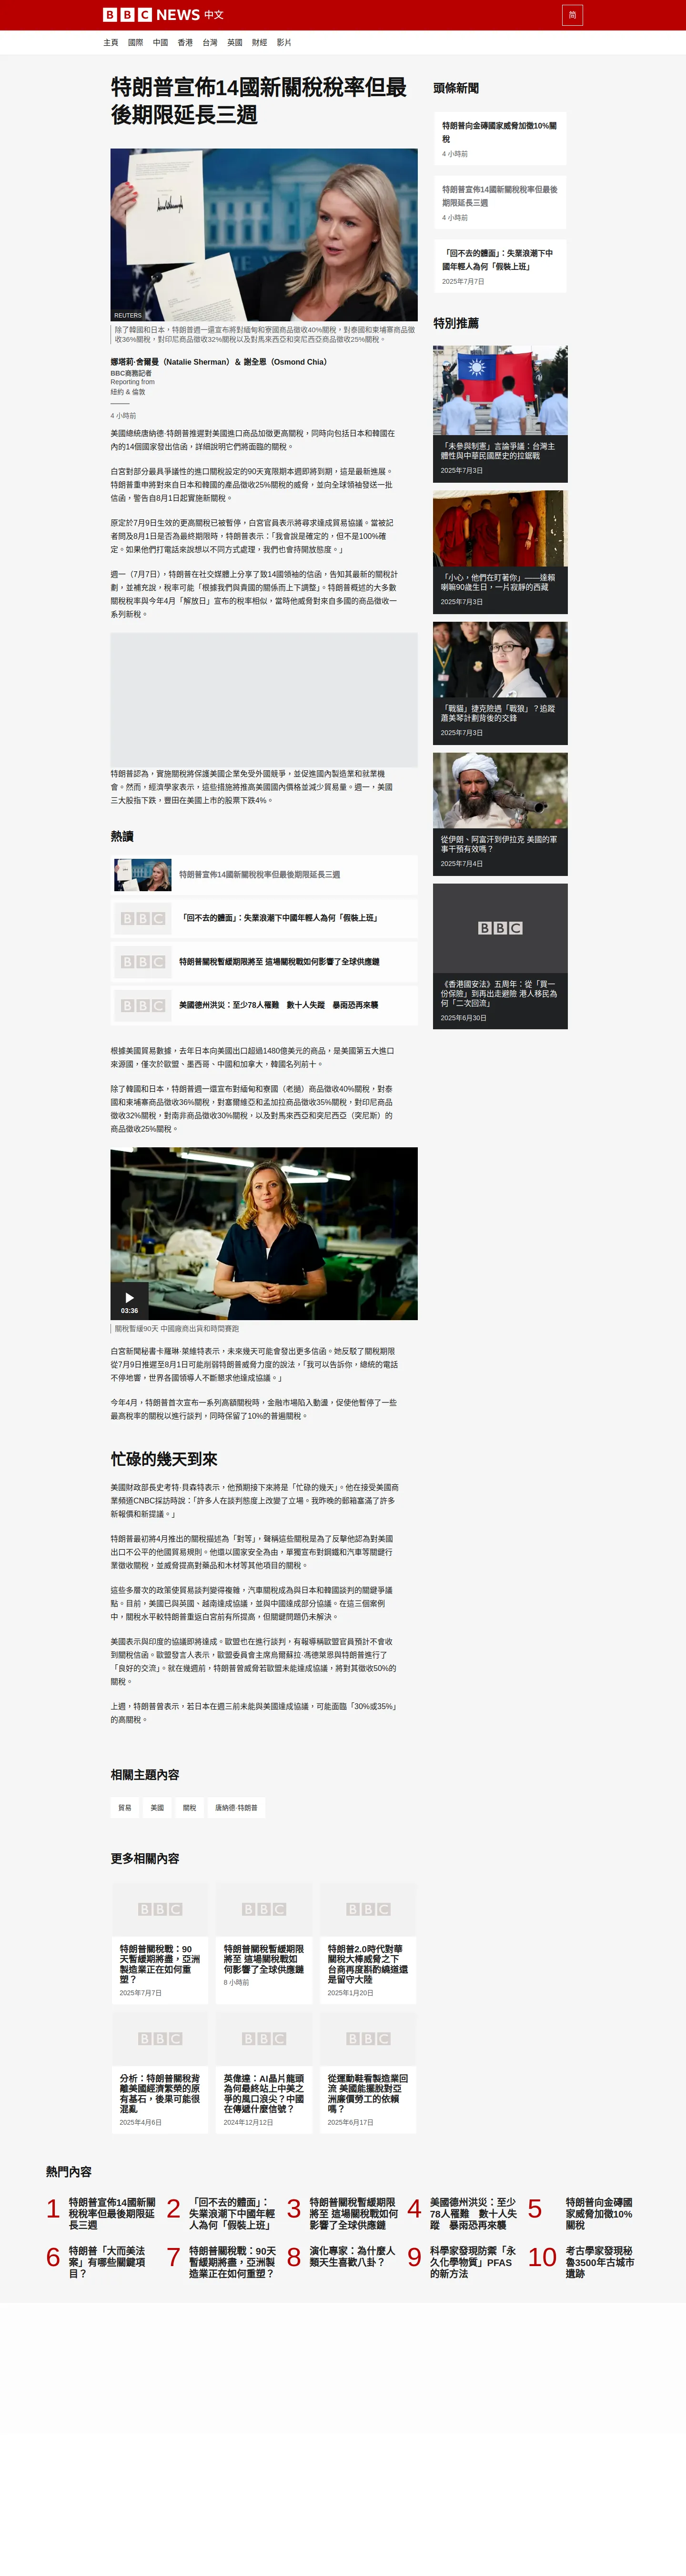 BBC NEWS 中文
简
主頁 國際 中國 香港 台灣 英國 財經 影片
特朗普宣佈14國新關稅稅率但最
後期限延長三週
REUTERS
除了韓國和日本，特朗普週一還宣布將對緬甸和寮國商品徵收40%關稅，對泰國和柬埔寨商品徵
收36%關稅，對印尼商品徵收32%關稅以及對馬來西亞和突尼西亞商品徵收25%關稅。
娜塔莉·舍爾曼（Natalie Sherman）& 謝全恩（Osmond Chia）
BBC商務記者
Reporting from
紐約 & 倫敦
4 小時前
美國總統唐納德·特朗普推遲對美國進口商品加徵更高關稅，同時向包括日本和韓國在
內的14個國家發出信函，詳細說明它們將面臨的關稅。
白宮對部分最具爭議性的進口關稅設定的90天寬限期本週即將到期，這是最新進展。
特朗普重申將對來自日本和韓國的產品徵收25%關稅的威脅，並向全球領袖發送一批
信函，警告自8月1日起實施新關稅。
原定於7月9日生效的更高關稅已被暫停，白宮官員表示將尋求達成貿易協議。當被記
者問及8月1日是否為最終期限時，特朗普表示：「我會說是確定的，但不是100%確
定。如果他們打電話來說想以不同方式處理，我們也會持開放態度。」
週一（7月7日），特朗普在社交媒體上分享了致14國領袖的信函，告知其最新的關稅計
劃，並補充說，稅率可能「根據我們與貴國的關係而上下調整」。特朗普概述的大多數
關稅稅率與今年4月「解放日」宣布的稅率相似，當時他威脅對來自多國的商品徵收一
系列新稅。
特朗普認為，實施關稅將保護美國企業免受外國競爭，並促進國內製造業和就業機
會。然而，經濟學家表示，這些措施將推高美國國內價格並減少貿易量。週一，美國
三大股指下跌，豐田在美國上市的股票下跌4%。
熱讀
特朗普宣佈14國新關稅稅率但最後期限延長三週
BBC
「回不去的體面」：失業浪潮下中國年輕人為何「假裝上班」
BBC
特朗普關稅暫緩期限將至 這場關稅戰如何影響了全球供應鏈
BBC
美國德州洪災：至少78人罹難　數十人失蹤　暴雨恐再來襲
根據美國貿易數據，去年日本向美國出口超過1480億美元的商品，是美國第五大進口
來源國，僅次於歐盟、墨西哥、中國和加拿大，韓國名列前十。
除了韓國和日本，特朗普週一還宣布對緬甸和寮國（老撾）商品徵收40%關稅，對泰
國和柬埔寨商品徵收36%關稅，對塞爾維亞和孟加拉商品徵收35%關稅，對印尼商品
徵收32%關稅，對南非商品徵收30%關稅，以及對馬來西亞和突尼西亞（突尼斯）的
商品徵收25%關稅。
03:36
關稅暫緩90天 中國廠商出貨和時間賽跑
白宮新聞秘書卡羅琳·萊維特表示，未來幾天可能會發出更多信函。她反駁了關稅期限
從7月9日推遲至8月1日可能削弱特朗普威脅力度的說法，「我可以告訴你，總統的電話
不停地響，世界各國領導人不斷懇求他達成協議。」
今年4月，特朗普首次宣布一系列高額關稅時，金融市場陷入動盪，促使他暫停了一些
最高稅率的關稅以進行談判，同時保留了10%的普遍關稅。
忙碌的幾天到來
美國財政部長史考特·貝森特表示，他預期接下來將是「忙碌的幾天」。他在接受美國商
業頻道CNBC採訪時說：「許多人在談判態度上改變了立場。我昨晚的郵箱塞滿了許多
新報價和新提議。」
特朗普最初將4月推出的關稅描述為「對等」，聲稱這些關稅是為了反擊他認為對美國
出口不公平的他國貿易規則。他還以國家安全為由，單獨宣布對鋼鐵和汽車等關鍵行
業徵收關稅，並威脅提高對藥品和木材等其他項目的關稅。
這些多層次的政策使貿易談判變得複雜，汽車關稅成為與日本和韓國談判的關鍵爭議
點。目前，美國已與英國、越南達成協議，並與中國達成部分協議。在這三個案例
中，關稅水平較特朗普重返白宮前有所提高，但關鍵問題仍未解決。
美國表示與印度的協議即將達成。歐盟也在進行談判，有報導稱歐盟官員預計不會收
到關稅信函。歐盟發言人表示，歐盟委員會主席烏爾蘇拉·馮德萊恩與特朗普進行了
「良好的交流」。就在幾週前，特朗普曾威脅若歐盟未能達成協議，將對其徵收50%的
關稅。
上週，特朗普曾表示，若日本在週三前未能與美國達成協議，可能面臨「30%或35%」
的高關稅。
相關主題內容
貿易 美國 關稅 唐納德·特朗普
更多相關內容
BBC BBC BBC
特朗普關稅戰：90
天暫緩期將盡，亞洲
製造業正在如何重
塑？
2025年7月7日
特朗普關稅暫緩期限
將至 這場關稅戰如
何影響了全球供應鏈
8 小時前
特朗普2.0時代對華
關稅大棒威脅之下
台商再度斟酌繞道還
是留守大陸
2025年1月20日
BBC BBC BBC
分析：特朗普關稅背
離美國經濟繁榮的原
有基石，後果可能很
混亂
2025年4月6日
英偉達：AI晶片龍頭
為何最終站上中美之
爭的風口浪尖？中國
在傳遞什麼信號？
2024年12月12日
從運動鞋看製造業回
流 美國能擺脫對亞
洲廉價勞工的依賴
嗎？
2025年6月17日
頭條新聞
特朗普向金磚國家威脅加徵10%關
稅
4 小時前
特朗普宣佈14國新關稅稅率但最後
期限延長三週
4 小時前
「回不去的體面」：失業浪潮下中
國年輕人為何「假裝上班」
2025年7月7日
特別推薦
「未參與制憲」言論爭議：台灣主
體性與中華民國歷史的拉鋸戰
2025年7月3日
「小心，他們在盯著你」——達賴
喇嘛90歲生日，一片寂靜的西藏
2025年7月3日
「戰貓」捷克險遇「戰狼」？追蹤
蕭美琴計劃背後的交鋒
2025年7月3日
從伊朗、阿富汗到伊拉克 美國的軍
事干預有效嗎？
2025年7月4日
BBC
《香港國安法》五周年：從「買一
份保險」到再出走避險 港人移民為
何「二次回流」
2025年6月30日
熱門內容
1
特朗普宣佈14國新關
稅稅率但最後期限延
長三週
2
「回不去的體面」：
失業浪潮下中國年輕
人為何「假裝上班」
3
特朗普關稅暫緩期限
將至 這場關稅戰如何
影響了全球供應鏈
4
美國德州洪災：至少
78人罹難　數十人失
蹤　暴雨恐再來襲
5
特朗普向金磚國
家威脅加徵10%
關稅
6
特朗普「大而美法
案」有哪些關鍵項
目？
7
特朗普關稅戰：90天
暫緩期將盡，亞洲製
造業正在如何重塑？
8
演化專家：為什麼人
類天生喜歡八卦？
9
科學家發現防禦「永
久化學物質」PFAS
的新方法
10
考古學家發現秘
魯3500年古城市
遺跡